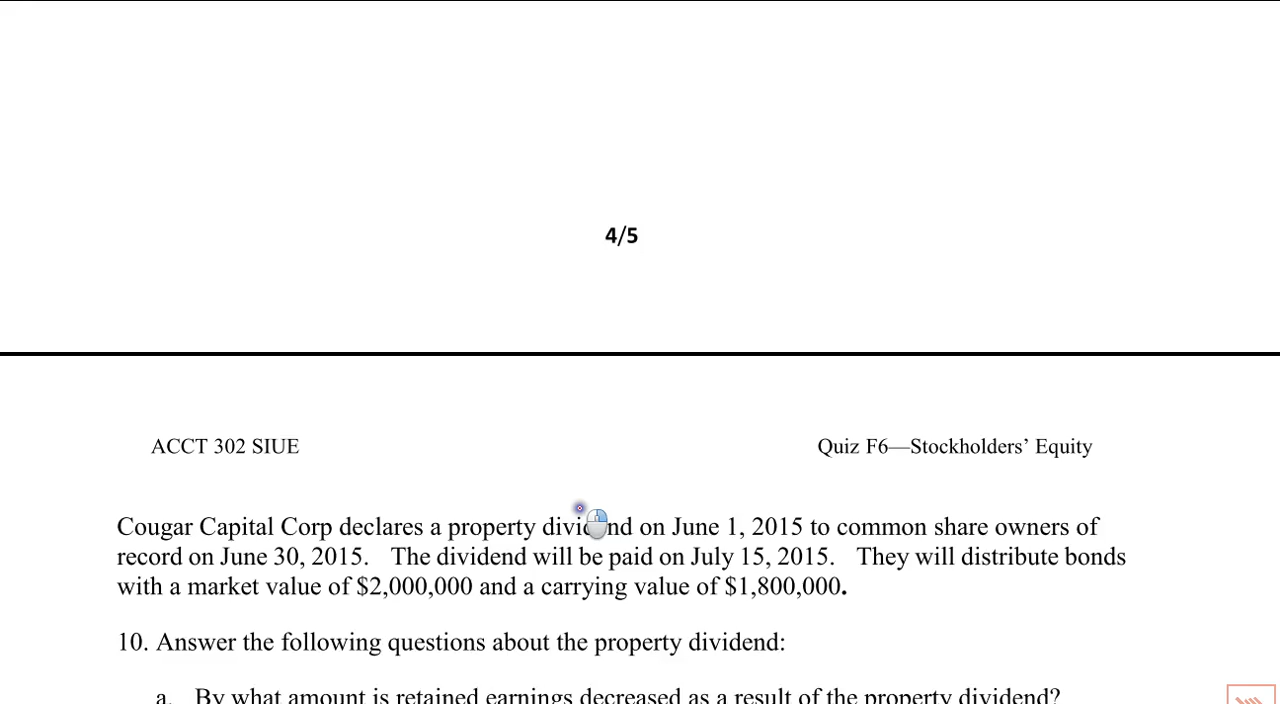 4/5
ACCT 302 SIUE
Quiz F6—Stockholders’ Equity
Cougar Capital Corp declares a property dividend on June 1, 2015 to common share owners of
record on June 30, 2015. The dividend will be paid on July 15, 2015. They will distribute bonds
with a market value of $2,000,000 and a carrying value of $1,800,000.
10. Answer the following questions about the property dividend:
a. By what amount is retained earnings decreased as a result of the property dividend?